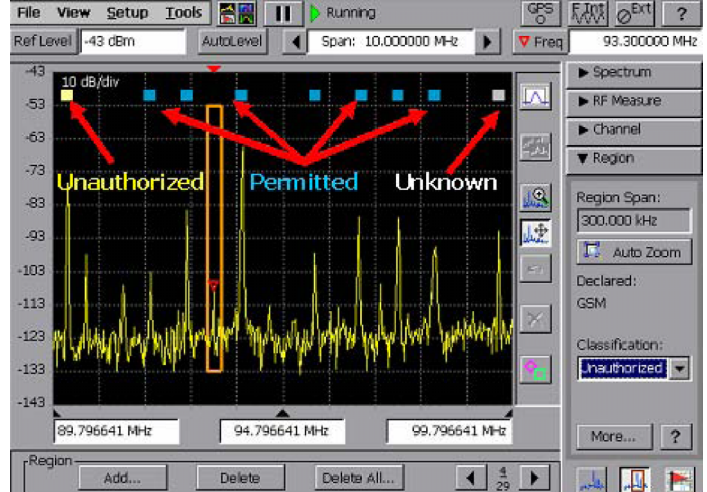 File View Setup Tools Running GPS F Int Ext ?
Ref Level -43 dBm AutoLevel Span: 10.000000 MHz Freq 93.300000 MHz
-43
10 dB/div
-53
-63
-73
-83
-93
-103
-113
-123
-133
-143
Unauthorized Permitted Unknown
89.796641 MHz 94.796641 MHz 99.796641 MHz
Spectrum
RF Measure
Channel
Region
Region Span:
300.000 kHz
Auto Zoom
Declared:
GSM
Classification:
Unauthorized
More... ?
Region
Add... Delete Delete All... 4
29